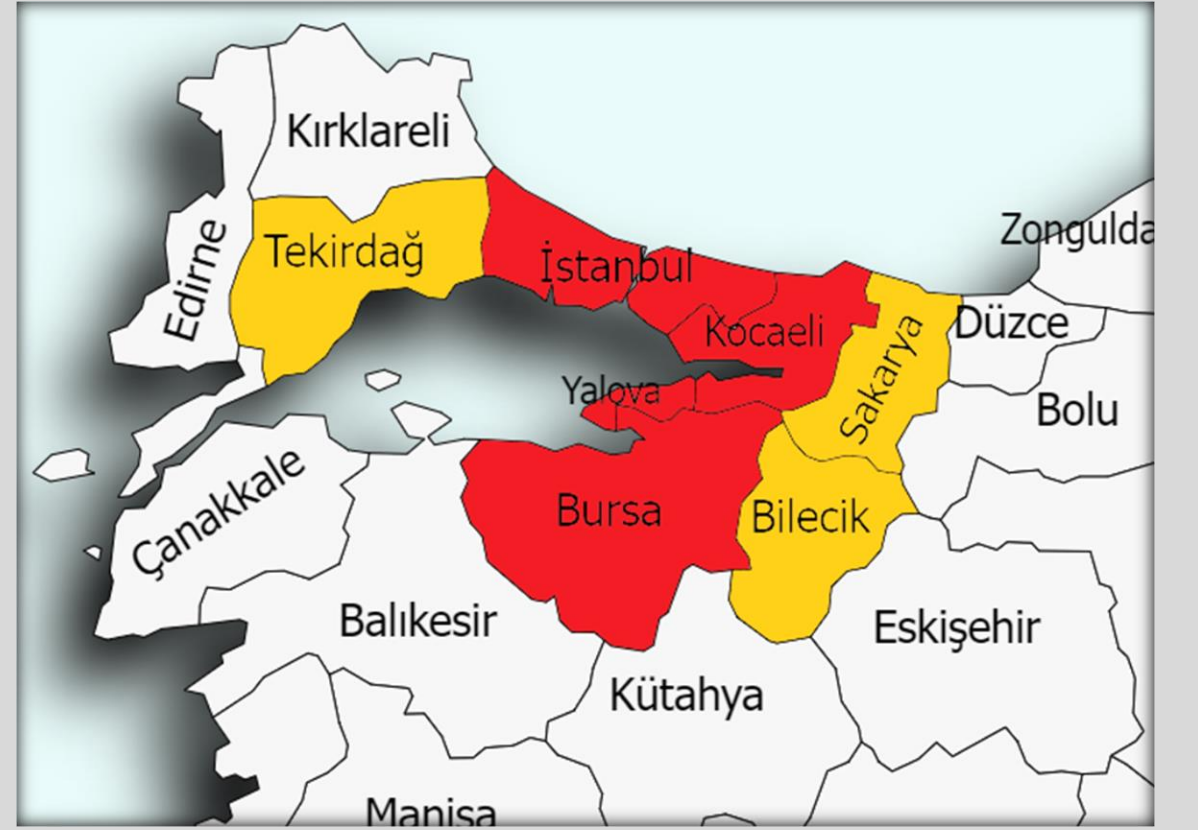 Kırklareli
Zongulda
Tekirdağ
İstanbul
Edirne
Kocaeli
Düzce
Sakarya
Yalova
Bolu
Çanakkale
Bursa
Bilecik
Balıkesir
Eskişehir
Kütahya
Manisa